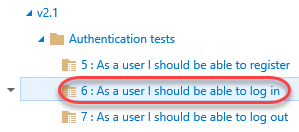 v2.1
Authentication tests
5 : As a user I should be able to register
6 : As a user I should be able to log in
7 : As a user I should be able to log out